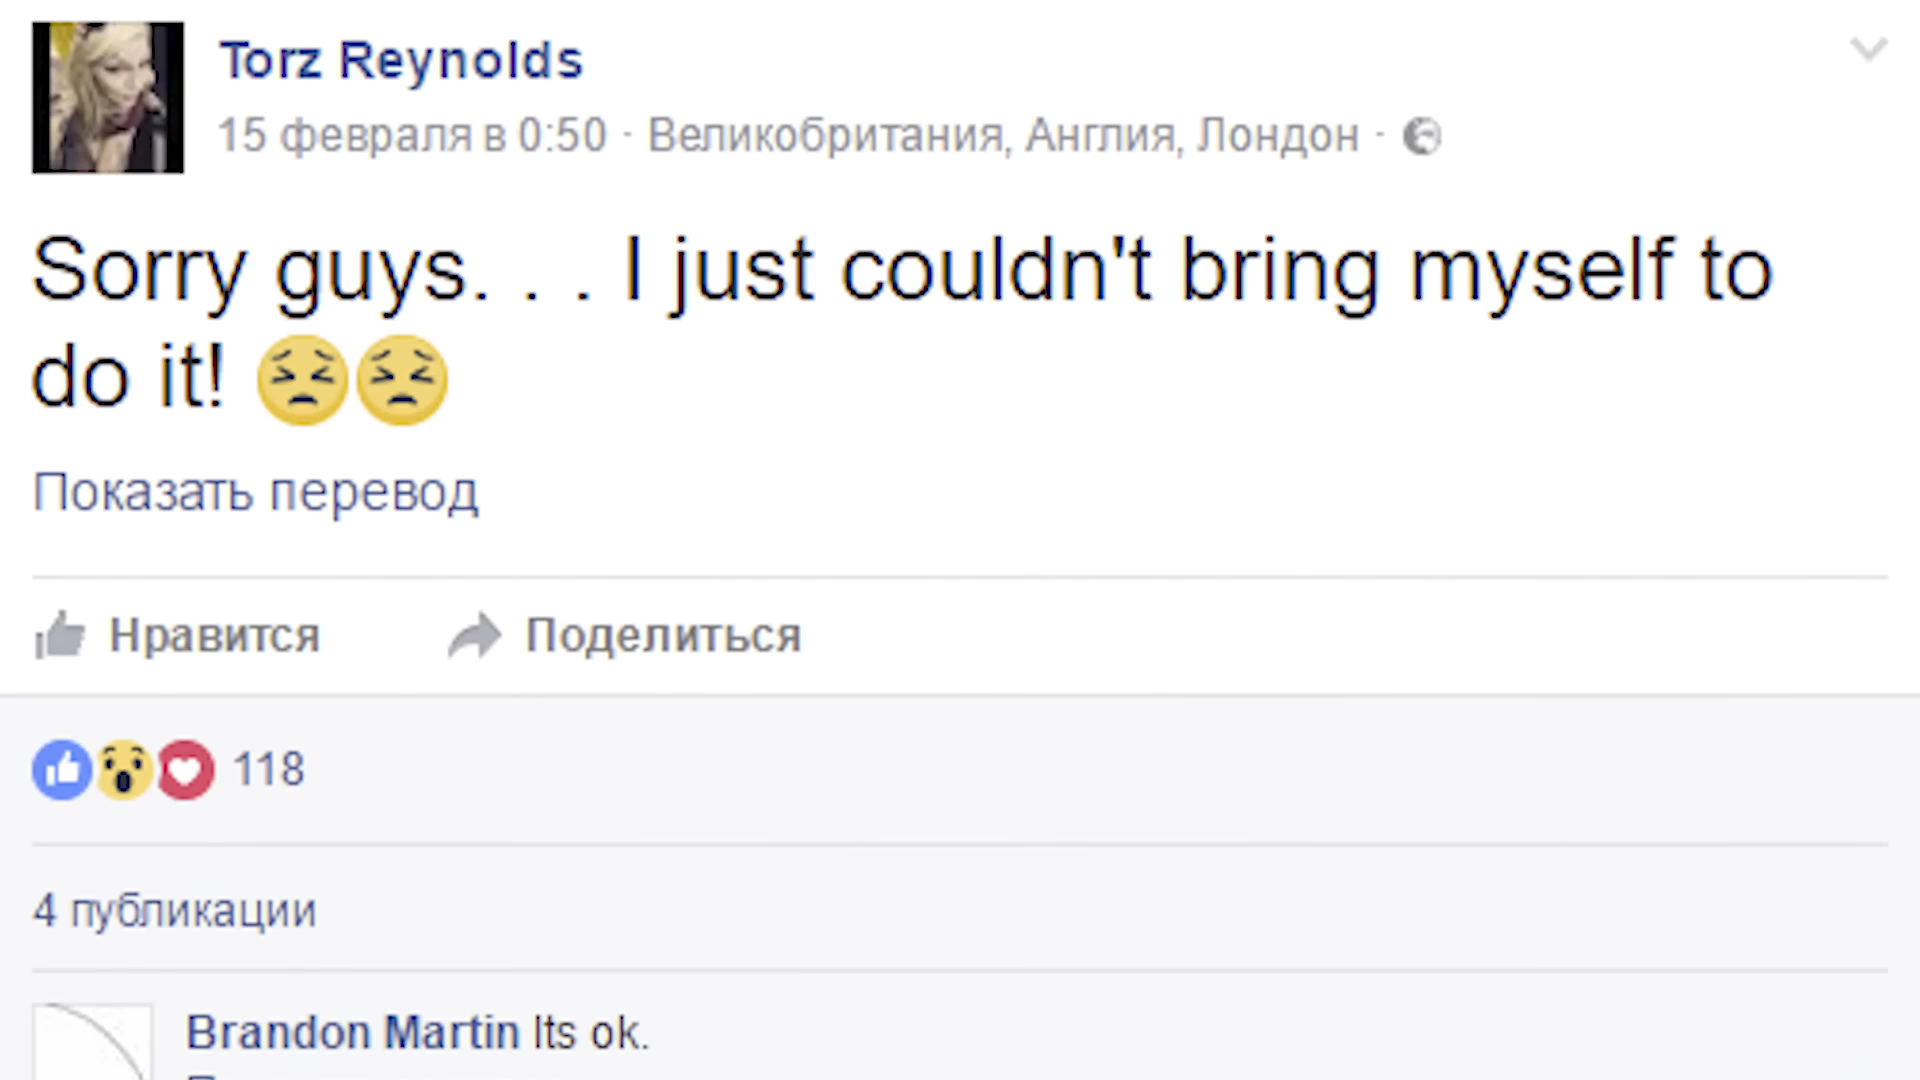 Torz Reynolds
15 февраля в 0:50 · Великобритания, Англия, Лондон ·
Sorry guys. . . I just couldn't bring myself to
do it! 😣😣
Показать перевод
Нравится Поделиться
118
4 публикации
Brandon Martin Its ok.